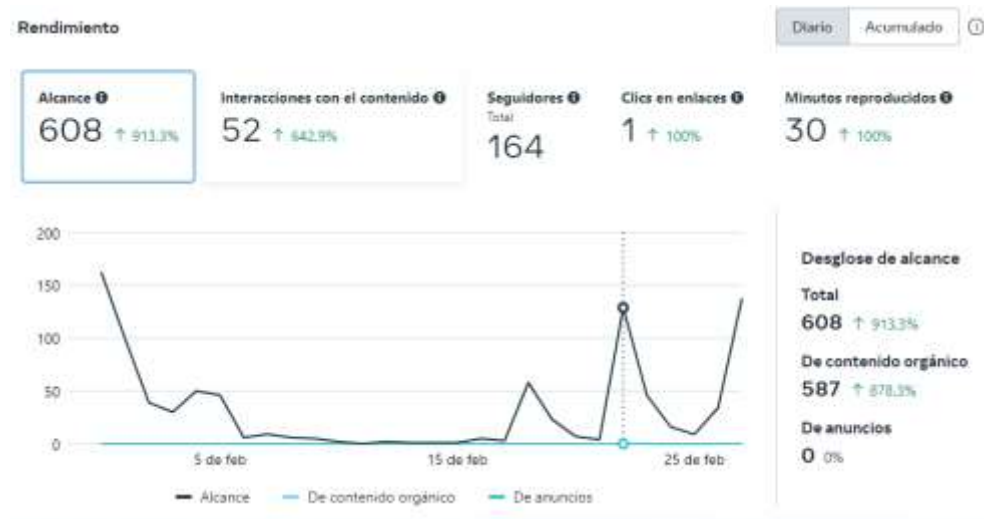 Rendimiento
Diario Acumulado
Alcance
608 ↑ 913,3%
Interacciones con el contenido
52 ↑ 642,9%
Seguidores
Total
164
Clics en enlaces
1 ↑ 100%
Minutos reproducidos
30 ↑ 100%
200
150
100
50
0
5 de feb 15 de feb 25 de feb
Alcance De contenido orgánico De anuncios
Desglose de alcance
Total
608 ↑ 913,3%
De contenido orgánico
587 ↑ 878,3%
De anuncios
0 0%